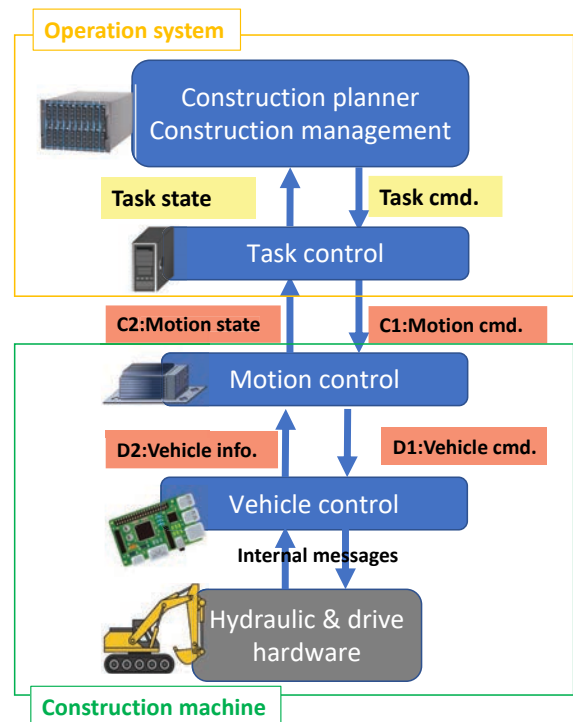 Operation system
Construction planner
Construction management
Task state
Task cmd.
Task control
C2:Motion state
C1:Motion cmd.
Motion control
D2:Vehicle info.
D1:Vehicle cmd.
Vehicle control
Internal messages
Hydraulic & drive
hardware
Construction machine